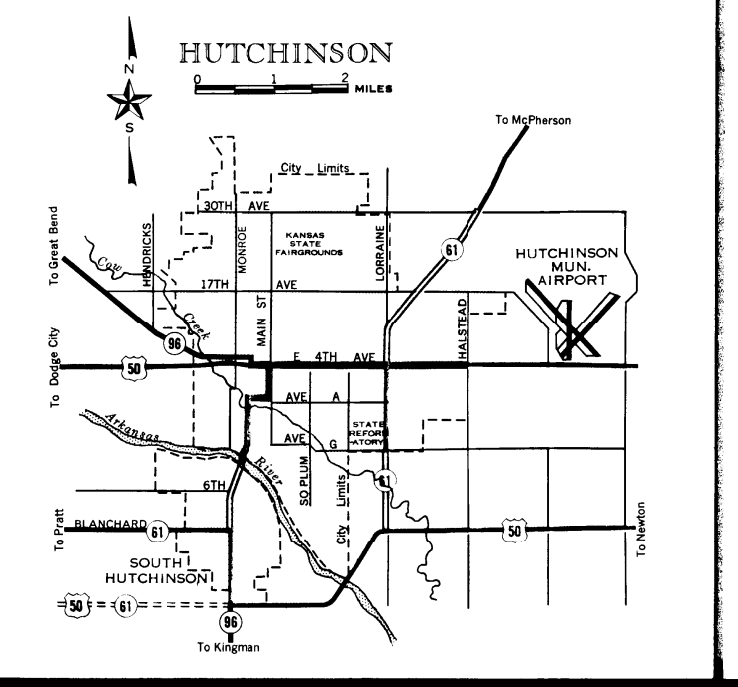 HUTCHINSON
0 1 2
MILES
N
S
To McPherson
City Limits
30TH AVE
To Great Bend
HENDRICKS
MONROE
KANSAS
STATE
FAIRGROUNDS
LORRAINE
61
HUTCHINSON
MUN.
AIRPORT
Cow
Creek
17TH AVE
MAIN ST
HALSTEAD
96
E 4TH AVE
50
To Dodge City
AVE A
Arkansas
River
STATE
REFOR
-ATORY
AVE G
SO PLUM
61
6TH
City Limits
To Pratt
BLANCHARD
61
50
To Newton
SOUTH
HUTCHINSON
50
61
96
To Kingman